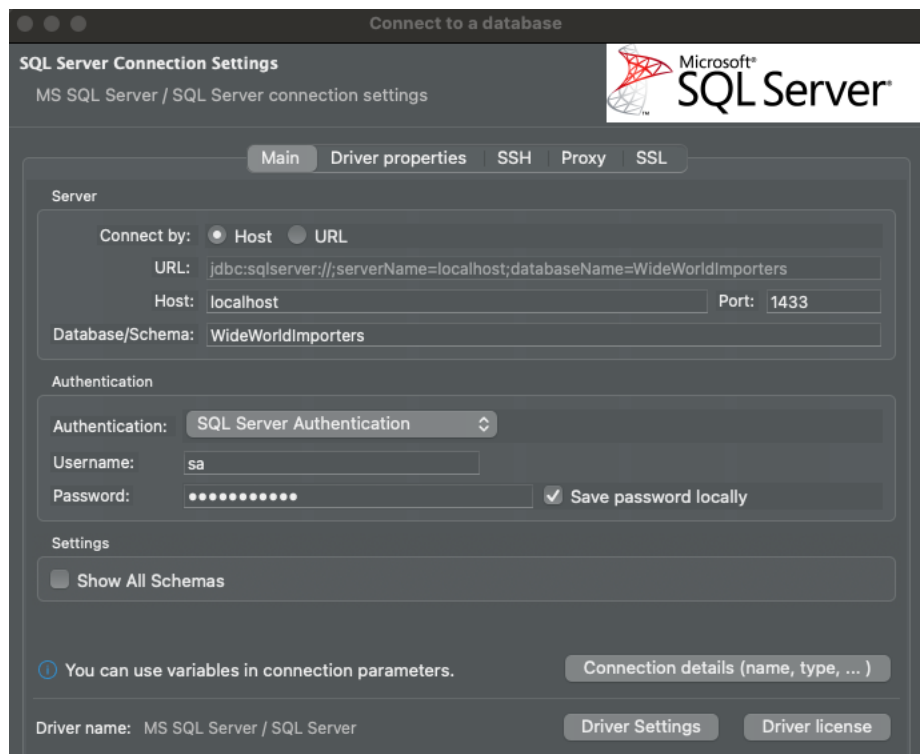 Connect to a database
SQL Server Connection Settings
MS SQL Server / SQL Server connection settings
Microsoft®
SQL Server®
™
Main Driver properties SSH Proxy SSL
Server
Connect by: Host URL
URL: jdbc:sqlserver://;serverName=localhost;databaseName=WideWorldImporters
Host: localhost Port: 1433
Database/Schema: WideWorldImporters
Authentication
Authentication: SQL Server Authentication
Username: sa
Password: •••••••••••
Save password locally
Settings
Show All Schemas
You can use variables in connection parameters. Connection details (name, type, ... )
Driver name: MS SQL Server / SQL Server Driver Settings Driver license